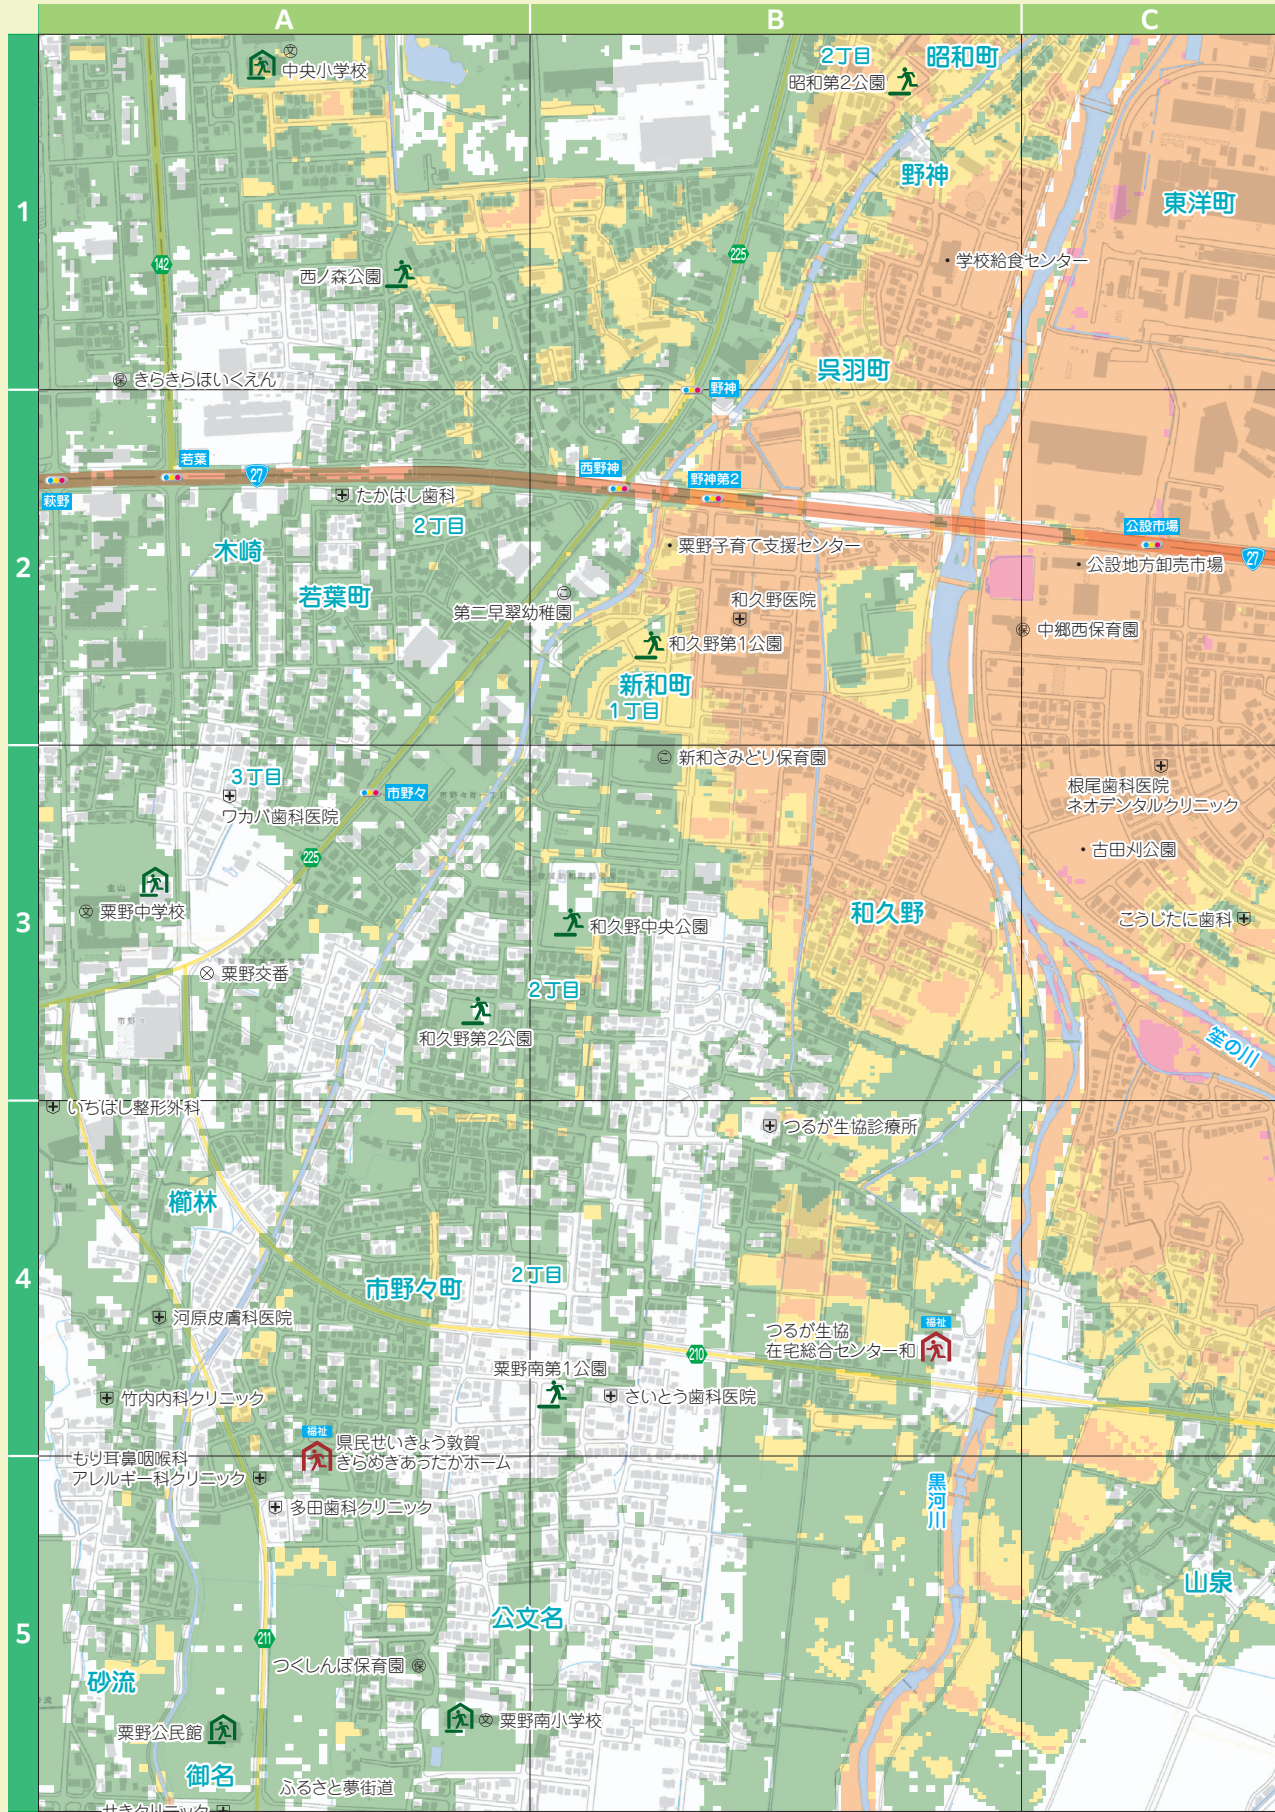 A
B
C
1
2
3
4
5
中央小学校
2丁目
昭和町
昭和第2公園
野神
東洋町
学校給食センター
225
142
西ノ森公園
呉羽町
きらきらほいくえん
野神
若葉
27
萩野
西野神
野神第2
公設市場
27
たかはし歯科
2丁目
木崎
若葉町
粟野子育て支援センター
公設地方卸売市場
第二早翠幼稚園
和久野医院
和久野第1公園
中郷西保育園
新和町
1丁目
新和さみどり保育園
3丁目
ワカバ歯科医院
市野々
225
根尾歯科医院
ネオデンタルクリニック
古田刈公園
金山
粟野中学校
和久野
こうじたに歯科
和久野中央公園
粟野交番
2丁目
和久野第2公園
市野々
笙の川
いちはし整形外科
つるが生協診療所
櫛林
市野々町
2丁目
河原皮膚科医院
つるが生協
在宅総合センター和
福祉
210
粟野南第1公園
さいとう歯科医院
竹内内科クリニック
福祉
県民せいきょう敦賀
きらめきあったかホーム
もり耳鼻咽喉科
アレルギー科クリニック
多田歯科クリニック
黒河川
山泉
公文名
211
つくしんぼ保育園
砂流
粟野公民館
粟野南小学校
御名
ふるさと夢街道
せきクリニック